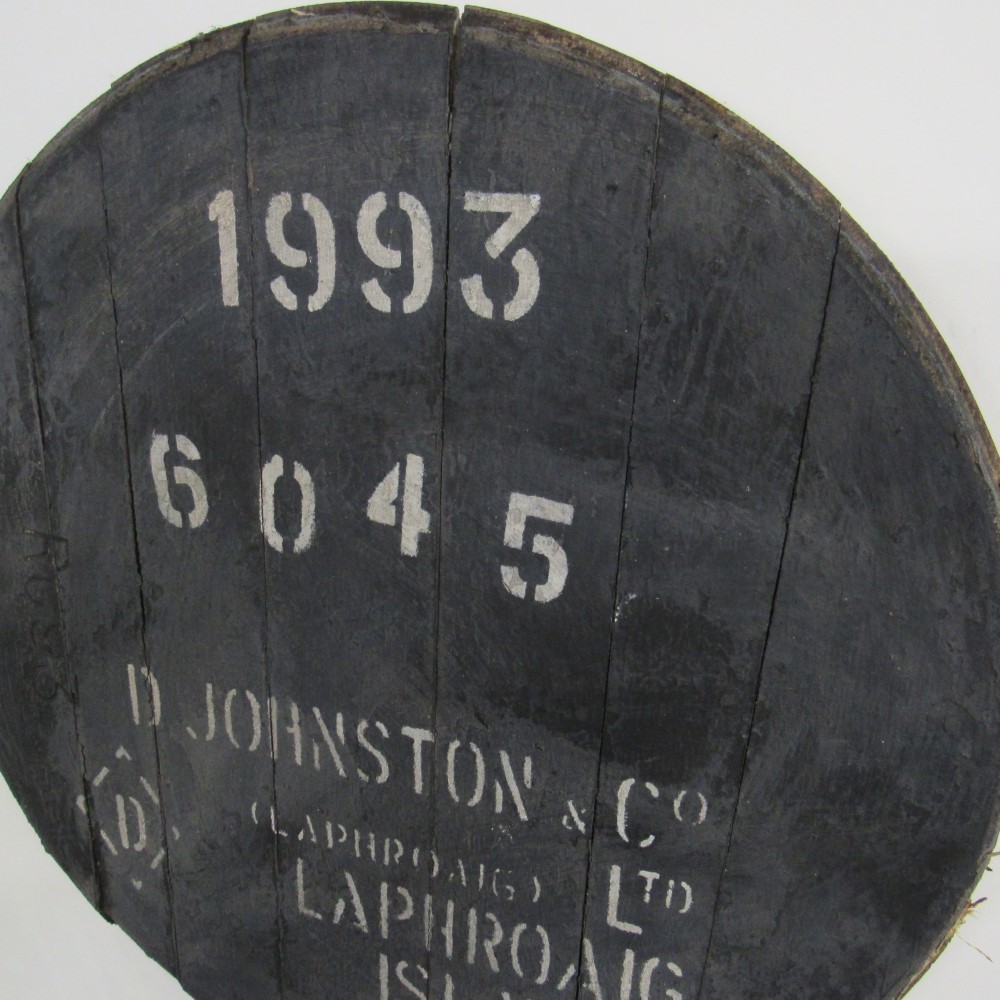 1993
6045
D JOHNSTON & Co
D
(LAPHROAIG) LTD
LAPHROAIG